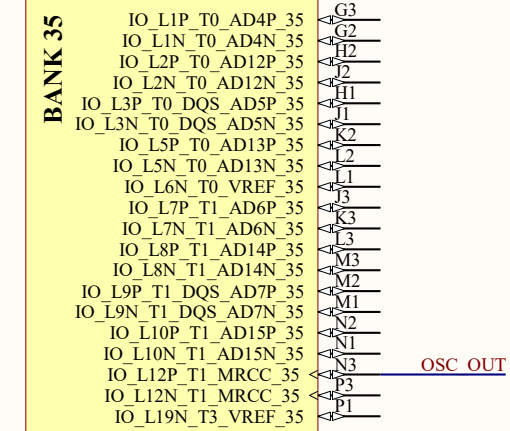 BANK 35
IO_L1P_T0_AD4P_35 G3
IO_L1N_T0_AD4N_35 G2
IO_L2P_T0_AD12P_35 H2
IO_L2N_T0_AD12N_35 J2
IO_L3P_T0_DQS_AD5P_35 H1
IO_L3N_T0_DQS_AD5N_35 J1
IO_L5P_T0_AD13P_35 K2
IO_L5N_T0_AD13N_35 L2
IO_L6N_T0_VREF_35 L1
IO_L7P_T1_AD6P_35 J3
IO_L7N_T1_AD6N_35 K3
IO_L8P_T1_AD14P_35 L3
IO_L8N_T1_AD14N_35 M3
IO_L9P_T1_DQS_AD7P_35 M2
IO_L9N_T1_DQS_AD7N_35 M1
IO_L10P_T1_AD15P_35 N2
IO_L10N_T1_AD15N_35 N1
IO_L12P_T1_MRCC_35 N3 OSC_OUT
IO_L12N_T1_MRCC_35 P3
IO_L19N_T3_VREF_35 P1